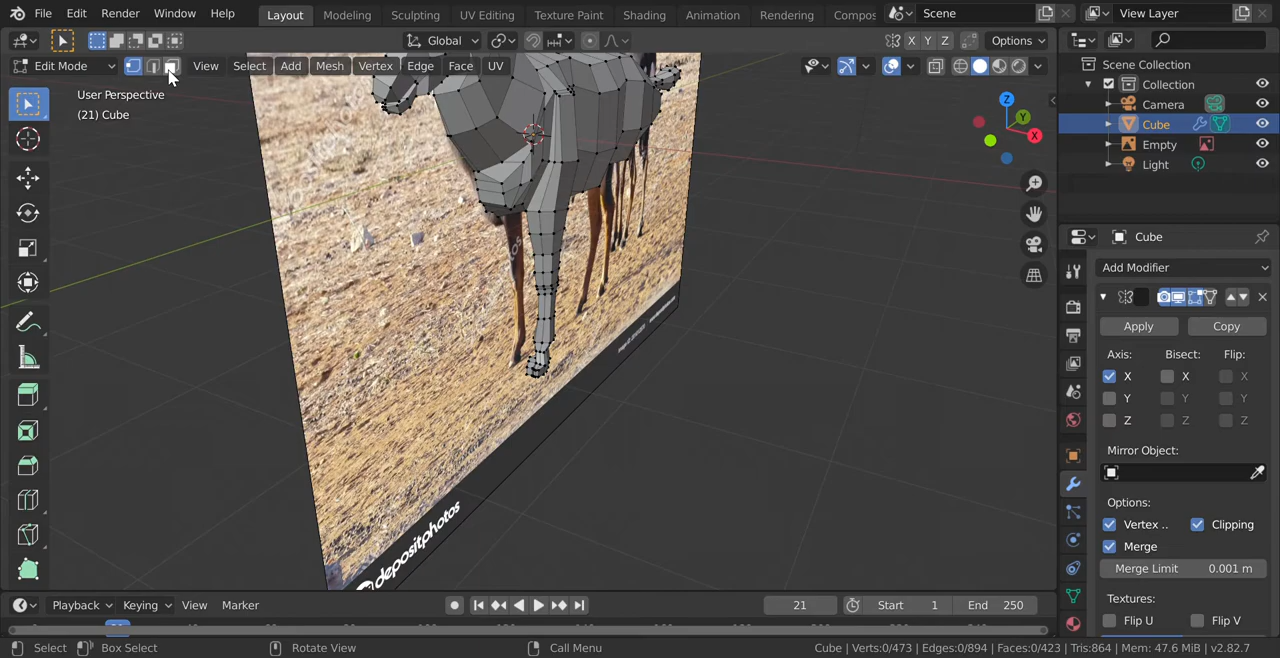 File Edit Render Window Help Layout Modeling Sculpting UV Editing Texture Paint Shading Animation Rendering Compos Scene View Layer
Global X Y Z Options
Edit Mode View Select Add Mesh Vertex Edge Face UV
User Perspective
(21) Cube
Z
Y
X
depositphotos
Scene Collection
Collection
Camera
Cube
Empty
Light
Cube
Add Modifier
Apply Copy
Axis: Bisect: Flip:
X X X
Y Y Y
Z Z Z
Mirror Object:
Options:
Vertex .. Clipping
Merge
Merge Limit 0.001 m
Textures:
Flip U Flip V
Playback Keying View Marker 21 Start 1 End 250
Select Box Select Rotate View Call Menu Cube | Verts:0/473 | Edges:0/894 | Faces:0/423 | Tris:864 | Mem: 47.6 MiB | v2.82.7